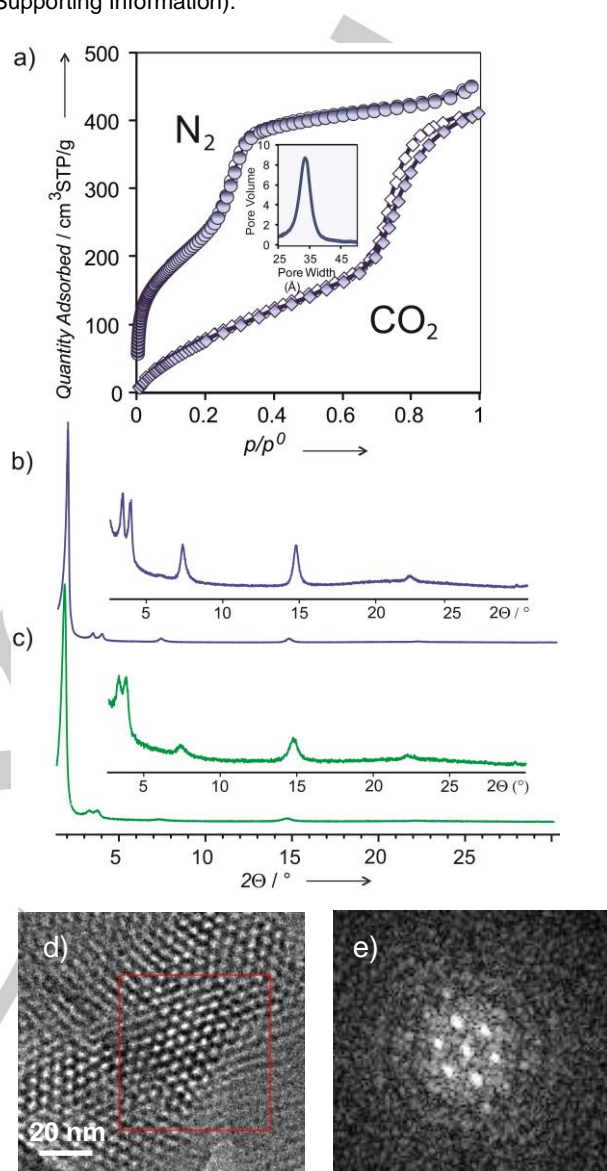 Supporting Information).
a)
Quantity Adsorbed / cm³STP/g
500
400
300
200
100
0
N₂
CO₂
Pore Volume
10
8
6
4
2
0
25 35 45
Pore Width
(Å)
0 0.2 0.4 0.6 0.8 1
p/p⁰
b)
5 10 15 20 25 2Θ / °
c)
5 10 15 20 25 2Θ (°)
5 10 15 20 25
2Θ / °
d)
20 nm
e)